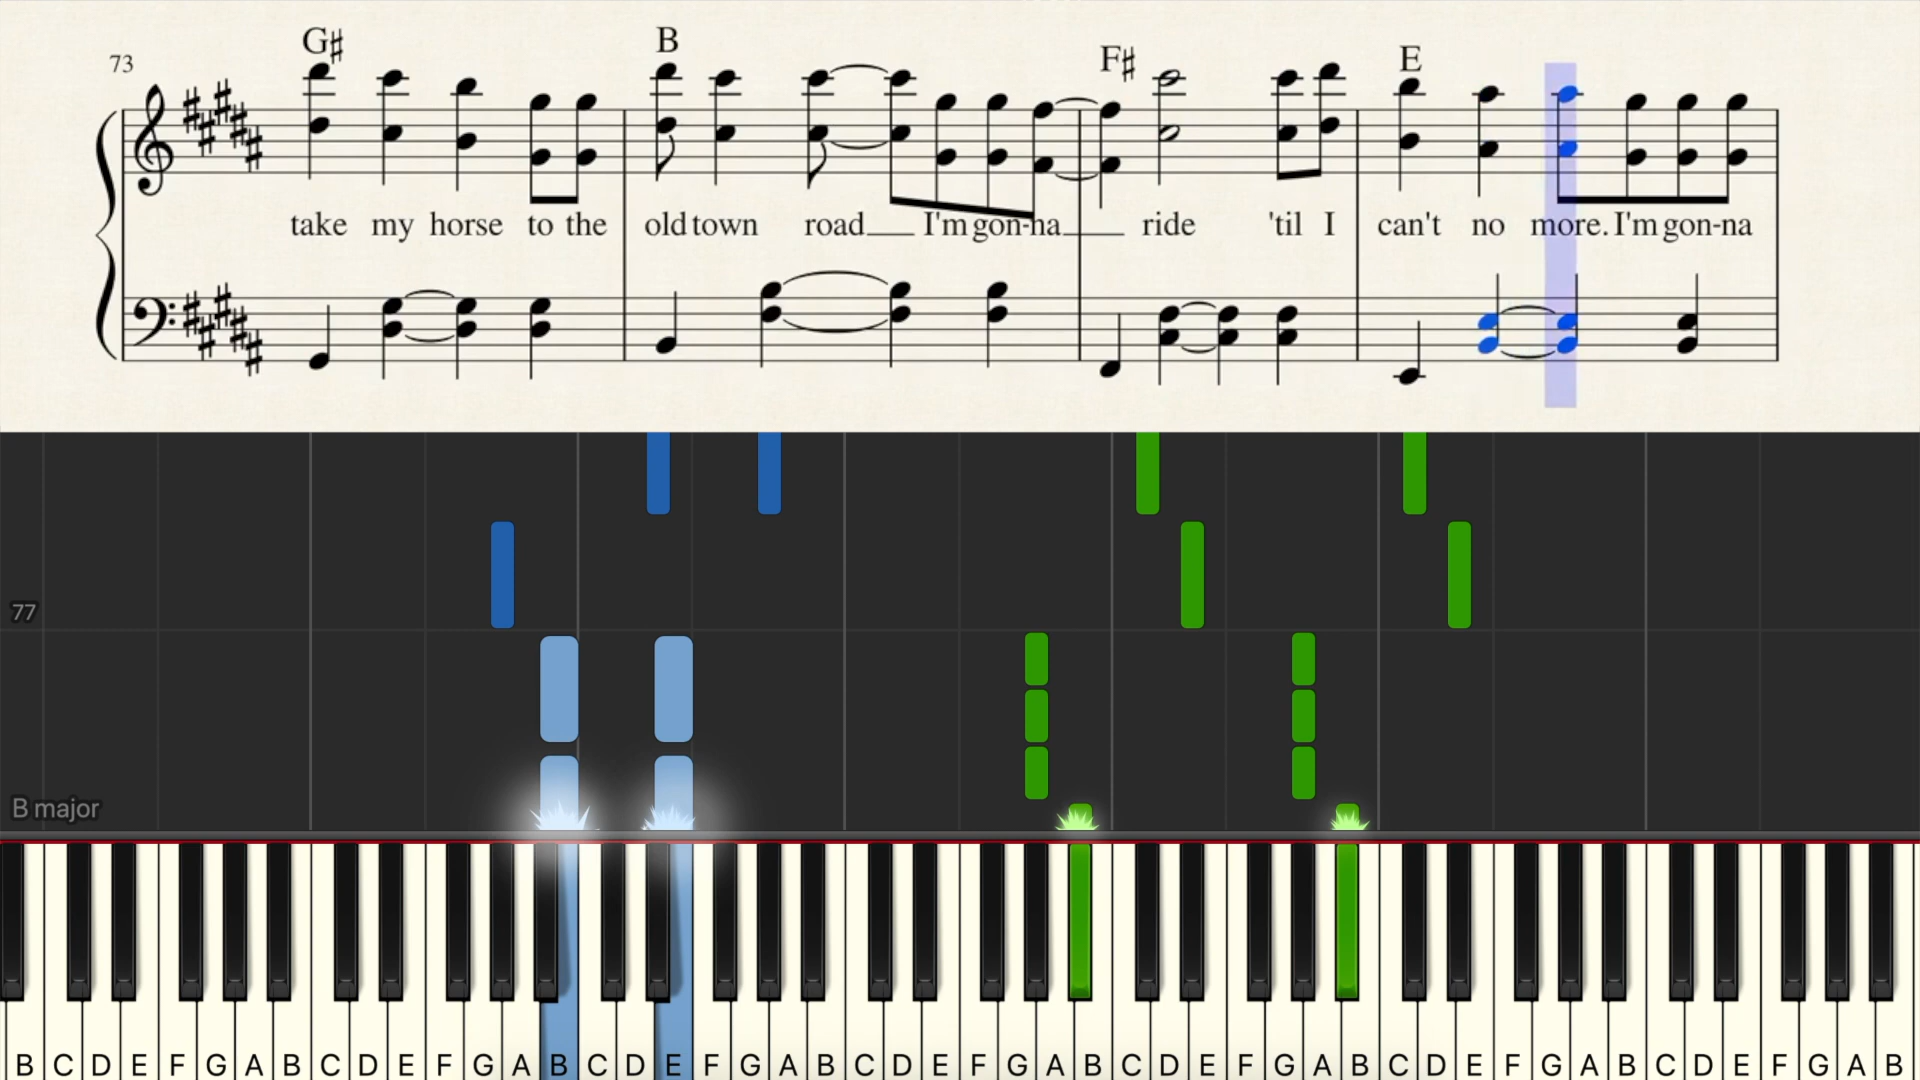 G♯ B F♯ E
73
take my horse to the old town road I'm gon-na ride 'til I can't no more. I'm gon-na
77
B major
B C D E F G A B C D E F G A B C D E F G A B C D E F G A B C D E F G A B C D E F G A B